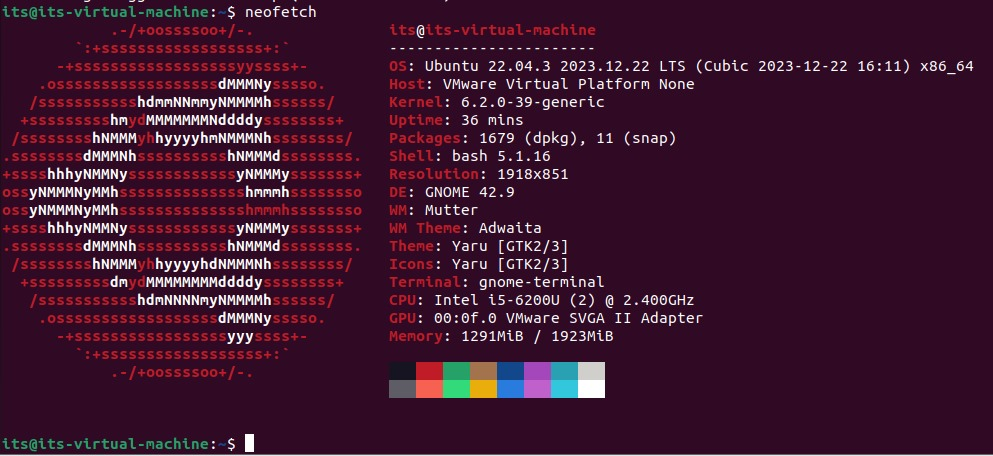 its@its-virtual-machine:~$ neofetch
            .-/+oossssoo+/-.               its@its-virtual-machine
        `:+ssssssssssssssssss+:`           -----------------------
      -+ssssssssssssssssssyyssss+-         OS: Ubuntu 22.04.3 2023.12.22 LTS (Cubic 2023-12-22 16:11) x86_64
    .ossssssssssssssssssdMMMNysssso.       Host: VMware Virtual Platform None
   /ssssssssssshdmmNNmmyNMMMMhssssss/      Kernel: 6.2.0-39-generic
  +ssssssssshmydMMMMMMMNddddyssssssss+     Uptime: 36 mins
 /sssssssshNMMMyhhyyyyhmNMMMNhssssssss/    Packages: 1679 (dpkg), 11 (snap)
.ssssssssdMMMNhsssssssssshNMMMdssssssss.   Shell: bash 5.1.16
+sssshhhyNMMNyssssssssssssyNMMMysssssss+   Resolution: 1918x851
ossyNMMMNyMMhsssssssssssssshmmmhssssssso   DE: GNOME 42.9
ossyNMMMNyMMhsssssssssssssshmmmhssssssso   WM: Mutter
+sssshhhyNMMNyssssssssssssyNMMMysssssss+   WM Theme: Adwaita
.ssssssssdMMMNhsssssssssshNMMMdssssssss.   Theme: Yaru [GTK2/3]
 /sssssssshNMMMyhhyyyyhdNMMMNhssssssss/    Icons: Yaru [GTK2/3]
  +sssssssssdmydMMMMMMMMddddyssssssss+     Terminal: gnome-terminal
   /ssssssssssshdmNNNNmyNMMMMhssssss/      CPU: Intel i5-6200U (2) @ 2.400GHz
    .ossssssssssssssssssdMMMNysssso.       GPU: 00:0f.0 VMware SVGA II Adapter
      -+sssssssssssssssssyyyssss+-         Memory: 1291MiB / 1923MiB
        `:+ssssssssssssssssss+:`
            .-/+oossssoo+/-.
its@its-virtual-machine:~$